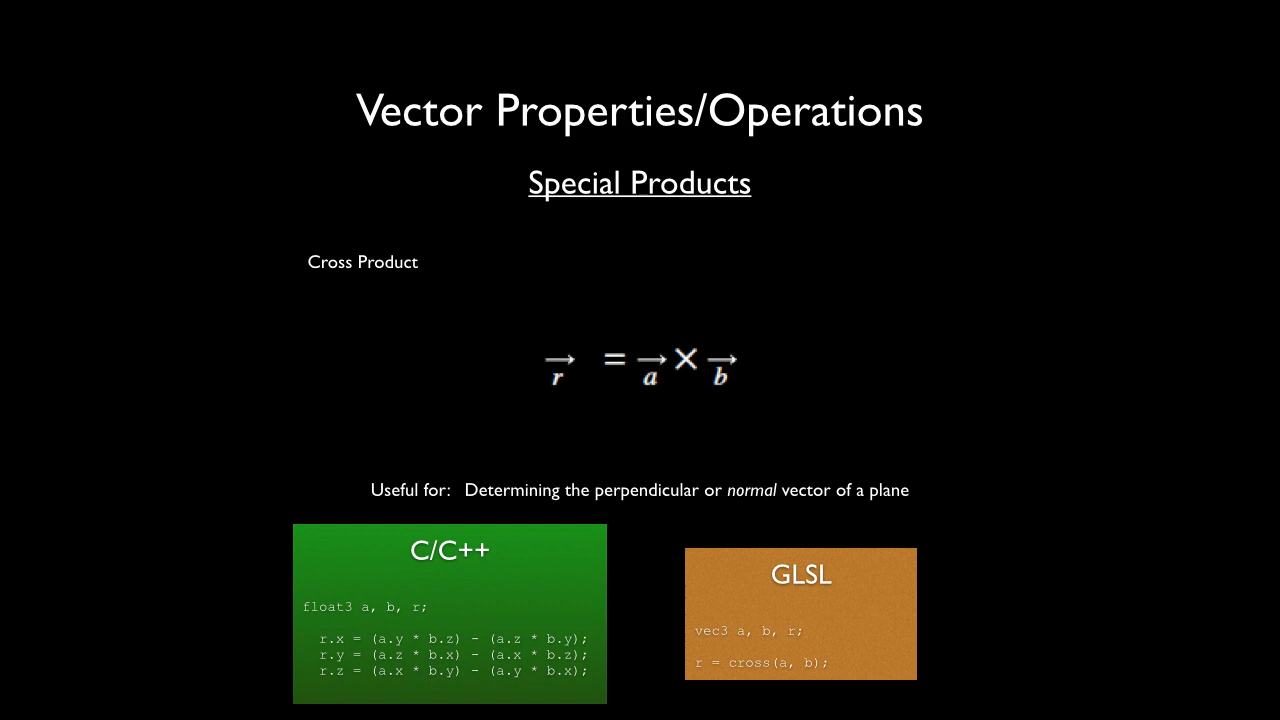 Vector Properties/Operations
Special Products
Cross Product
r = a × b
Useful for: Determining the perpendicular or normal vector of a plane
C/C++
float3 a, b, r;
r.x = (a.y * b.z) - (a.z * b.y);
r.y = (a.z * b.x) - (a.x * b.z);
r.z = (a.x * b.y) - (a.y * b.x);
GLSL
vec3 a, b, r;
r = cross(a, b);